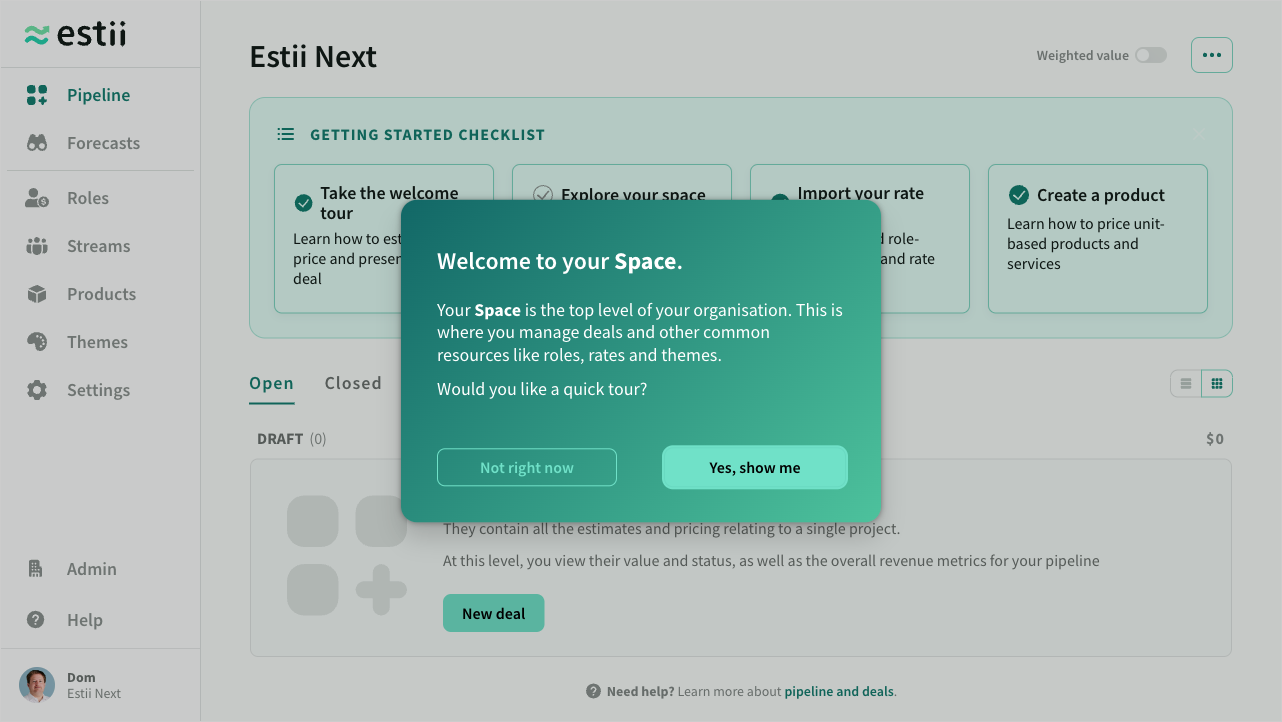 estii
Pipeline
Forecasts
Roles
Streams
Products
Themes
Settings
Admin
Help
Dom
Estii Next
Estii Next
Weighted value
GETTING STARTED CHECKLIST
Take the welcome
tour
Learn how to est
price and presen
deal
Explore your space
Import your rate
d role-
and rate
Create a product
Learn how to price unit-
based products and
services
Welcome to your Space.
Your Space is the top level of your organisation. This is
where you manage deals and other common
resources like roles, rates and themes.
Would you like a quick tour?
Not right now
Yes, show me
Open
Closed
DRAFT (0)
$0
They contain all the estimates and pricing relating to a single project.
At this level, you view their value and status, as well as the overall revenue metrics for your pipeline
New deal
Need help? Learn more about pipeline and deals.